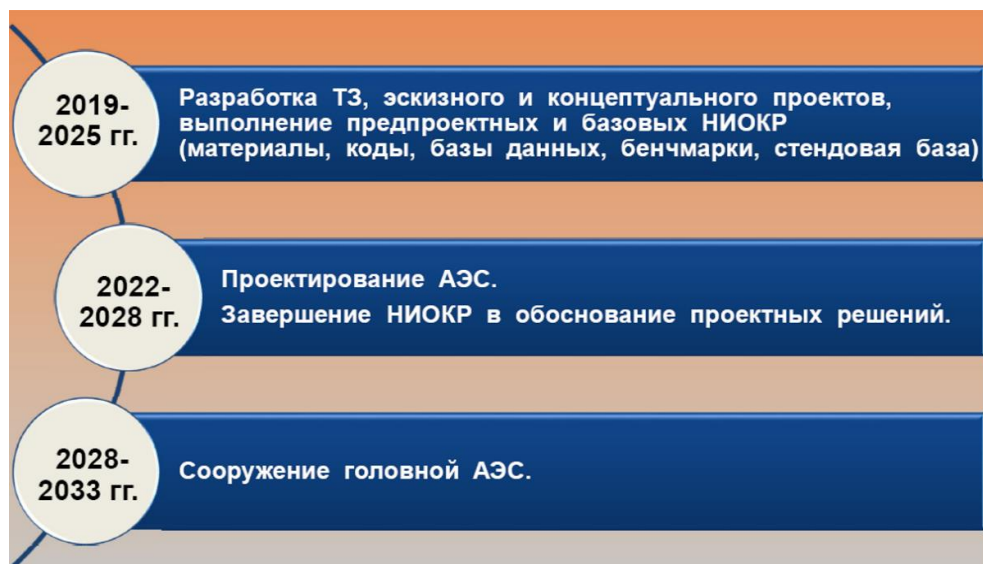 2019-
2025 гг.
Разработка ТЗ, эскизного и концептуального проектов,
выполнение предпроектных и базовых НИОКР
(материалы, коды, базы данных, бенчмарки, стендовая база)
2022-
2028 гг.
Проектирование АЭС.
Завершение НИОКР в обоснование проектных решений.
2028-
2033 гг.
Сооружение головной АЭС.